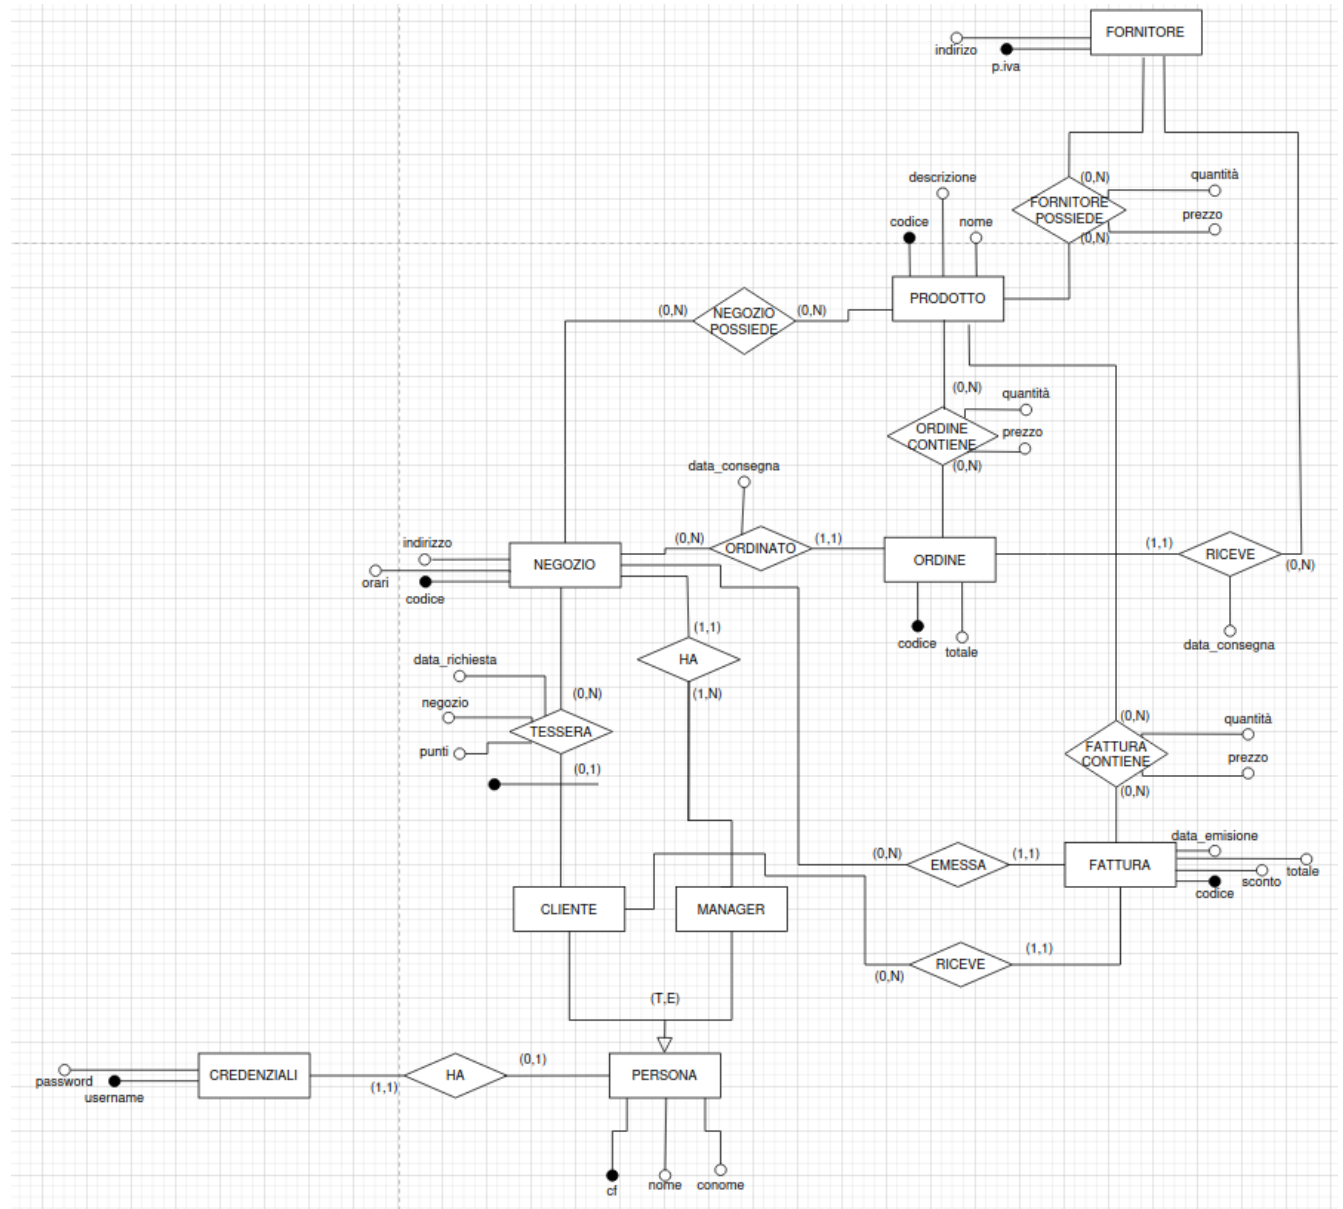 FORNITORE
indirizo
p.iva
descrizione
(0,N)
quantità
FORNITORE
POSSIEDE
codice
nome
prezzo
(0,N)
PRODOTTO
(0,N)
NEGOZIO
POSSIEDE
(0,N)
(0,N)
quantità
ORDINE
CONTIENE
prezzo
(0,N)
data_consegna
indirizzo
(0,N)
ORDINATO
(1,1)
(1,1)
RICEVE
(0,N)
NEGOZIO
ORDINE
orari
codice
(1,1)
codice
totale
data_consegna
data_richiesta
HA
(0,N)
(1,N)
negozio
TESSERA
punti
(0,1)
(0,N)
quantità
FATTURA
CONTIENE
prezzo
(0,N)
data_emisione
(0,N)
EMESSA
(1,1)
FATTURA
totale
sconto
codice
CLIENTE
MANAGER
(1,1)
RICEVE
(0,N)
(T,E)
(0,1)
CREDENZIALI
HA
PERSONA
password
(1,1)
username
cf
nome
conome